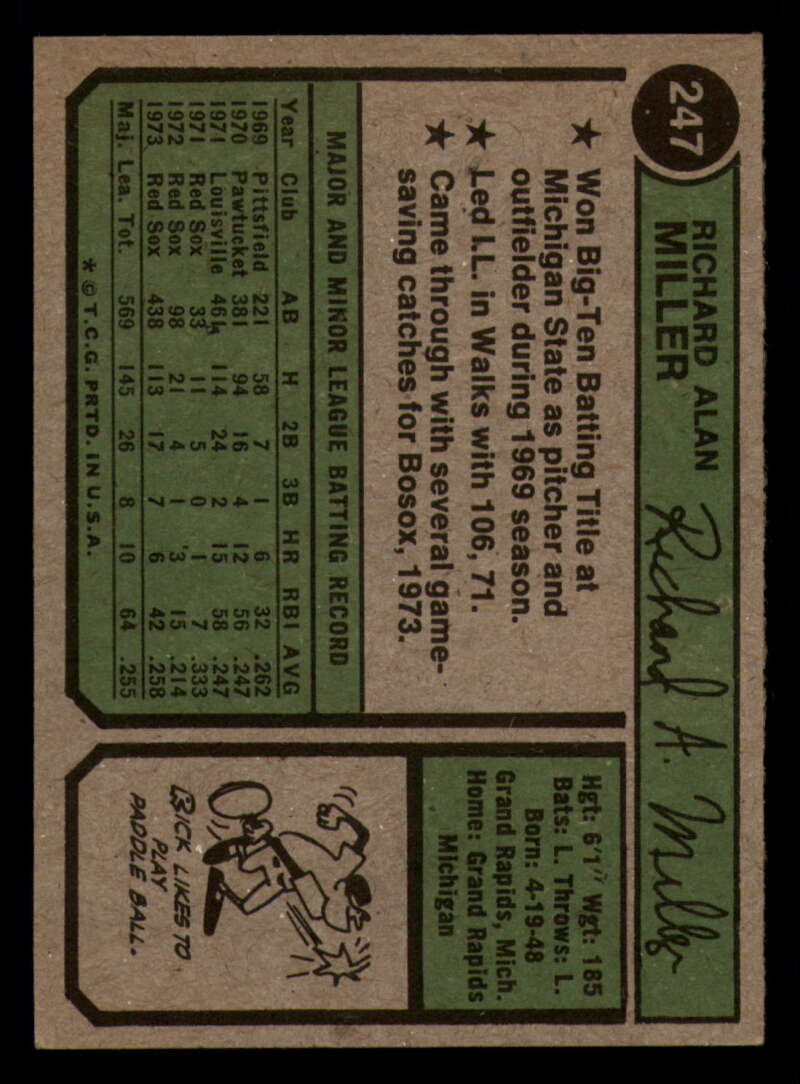 247
RICHARD ALAN
MILLER
Richard A. Miller
★ Won Big-Ten Batting Title at
Michigan State as pitcher and
outfielder during 1969 season.
★ Led I.L. in Walks with 106, 71.
★ Came through with several game-
saving catches for Bosox, 1973.
MAJOR AND MINOR LEAGUE BATTING RECORD
Year Club AB H 2B 3B HR RBI AVG
1969 Pittsfield 221 58 7 1 6 32 .262
1970 Pawtucket 381 94 16 4 12 56 .247
1971 Louisville 461 114 24 2 15 58 .247
1971 Red Sox 33 11 5 0 1 7 .333
1972 Red Sox 98 21 4 1 3 15 .214
1973 Red Sox 438 113 17 7 6 42 .258
Maj. Lea. Tot. 569 145 26 8 10 64 .255
* © T.C.G. PRTD. IN U.S.A.
Hgt: 6'1" Wgt: 185
Bats: L. Throws: L.
Born: 4-19-48
Grand Rapids, Mich.
Home: Grand Rapids
Michigan
RICK LIKES TO
PLAY
PADDLE BALL.